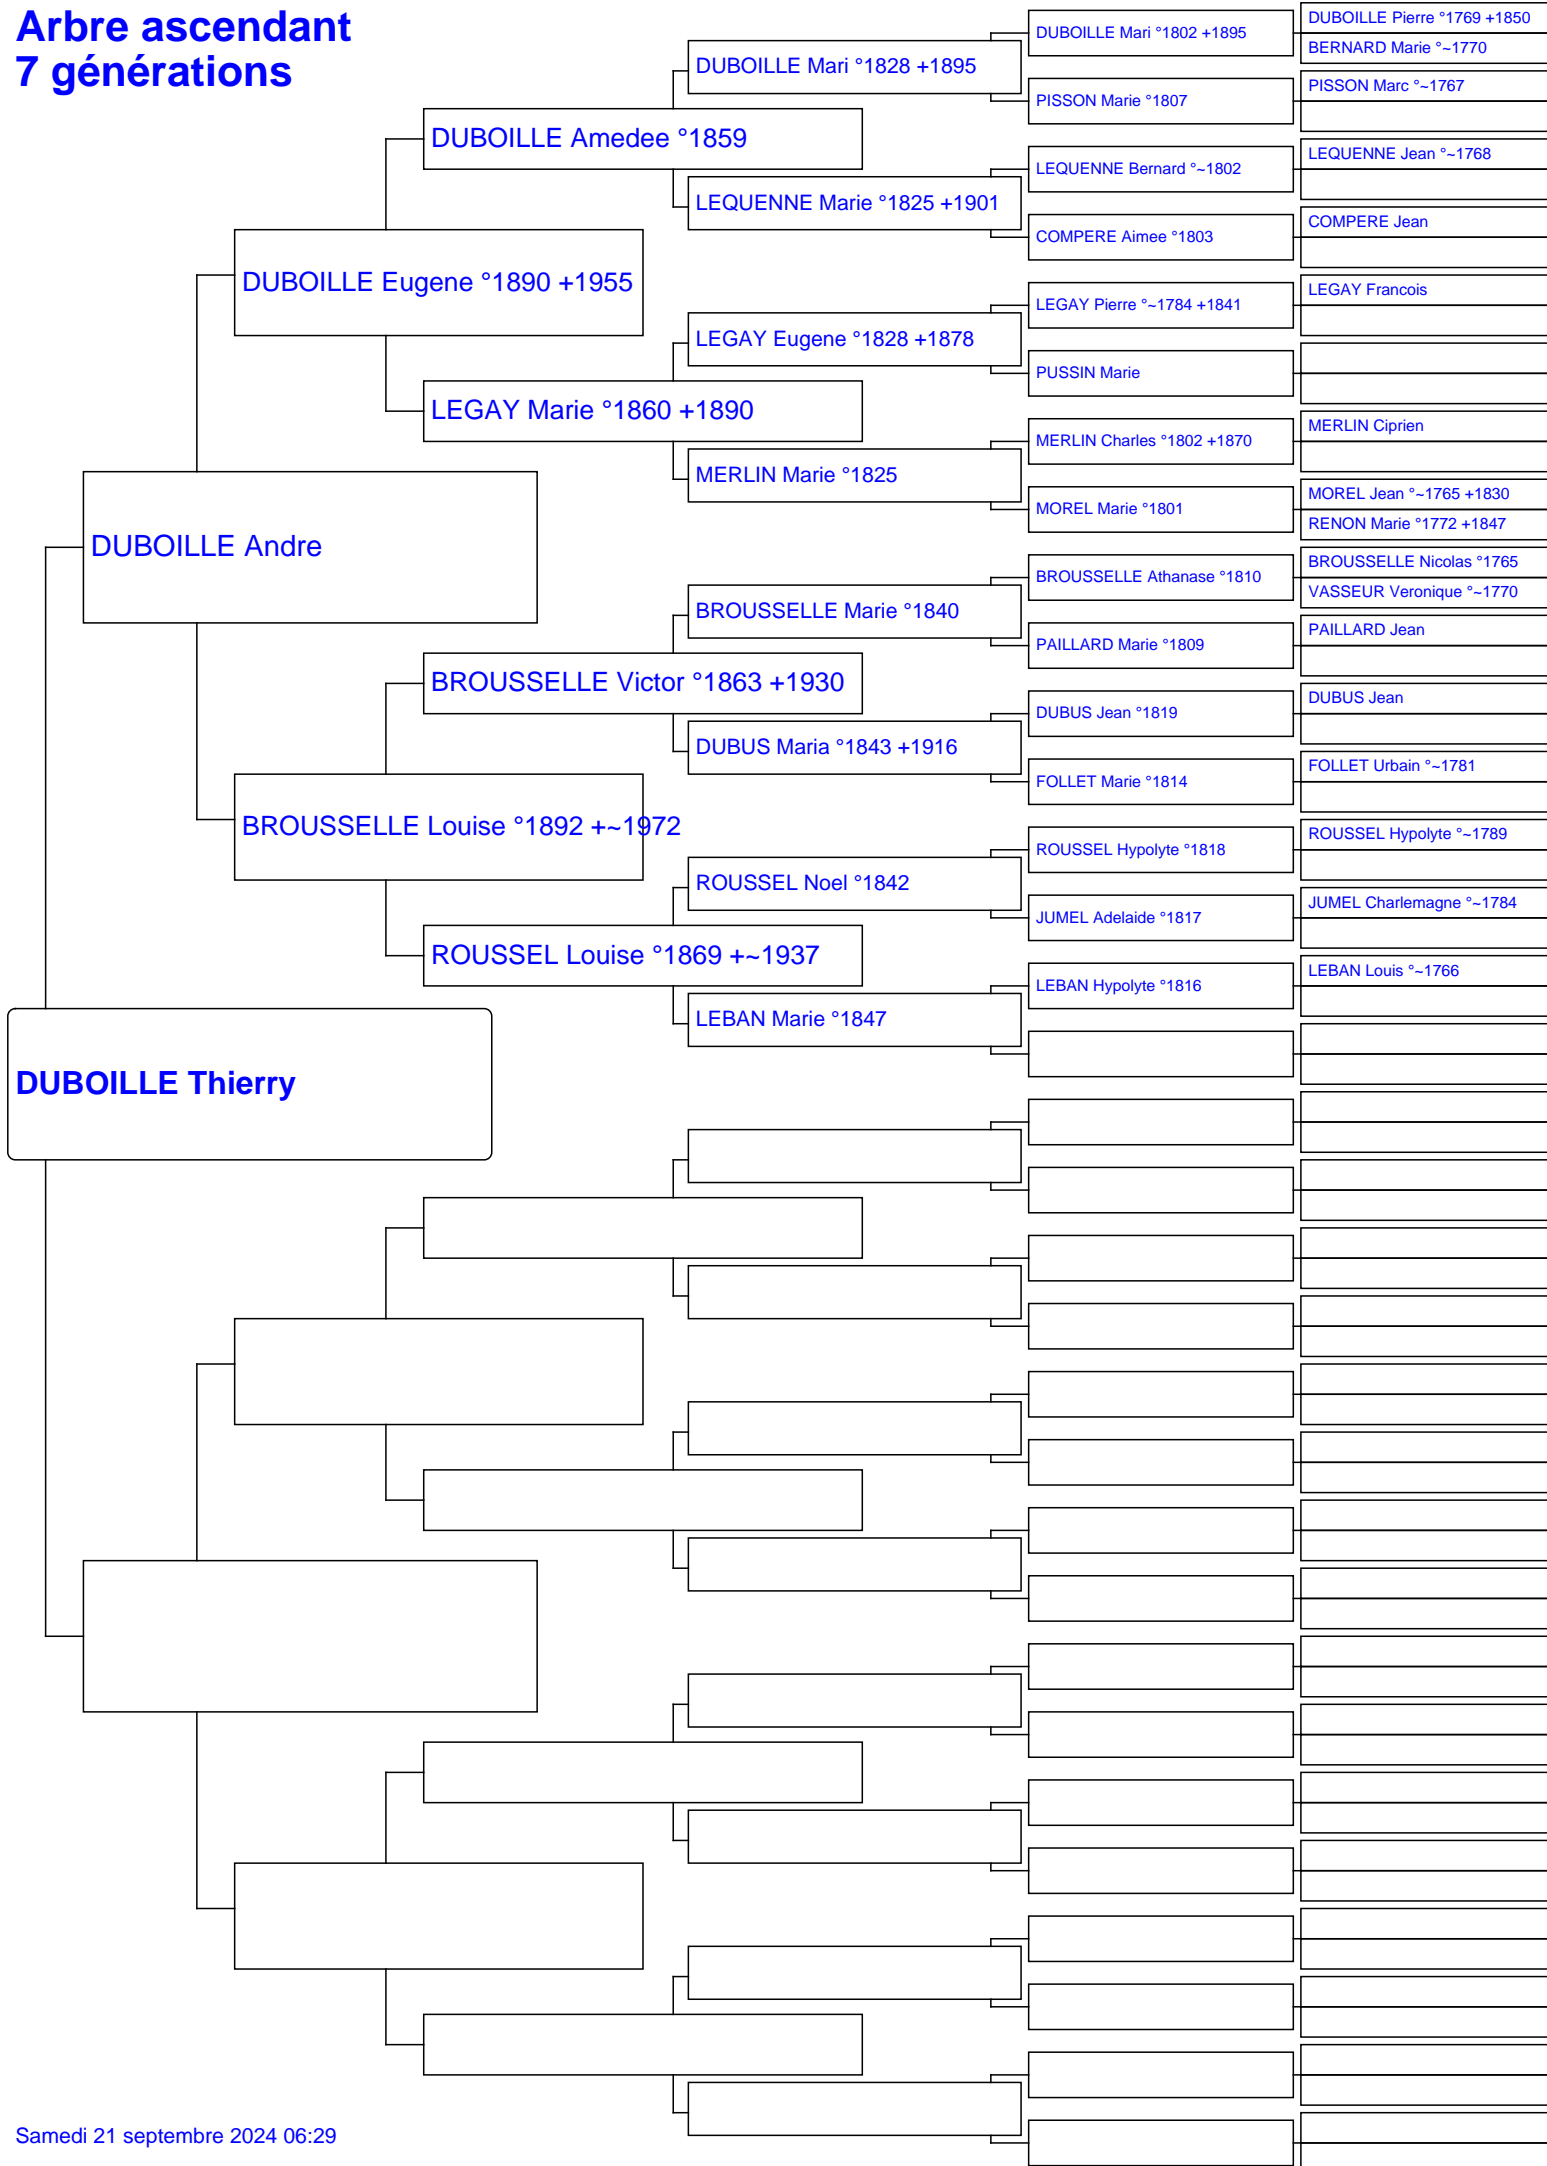 Arbre ascendant
7 générations
DUBOILLE Thierry
DUBOILLE Andre
DUBOILLE Eugene °1890 +1955
BROUSSELLE Louise °1892 +~1972
DUBOILLE Amedee °1859
LEGAY Marie °1860 +1890
BROUSSELLE Victor °1863 +1930
ROUSSEL Louise °1869 +~1937
DUBOILLE Mari °1828 +1895
LEQUENNE Marie °1825 +1901
LEGAY Eugene °1828 +1878
MERLIN Marie °1825
BROUSSELLE Marie °1840
DUBUS Maria °1843 +1916
ROUSSEL Noel °1842
LEBAN Marie °1847
DUBOILLE Mari °1802 +1895
PISSON Marie °1807
LEQUENNE Bernard °~1802
COMPERE Aimee °1803
LEGAY Pierre °~1784 +1841
PUSSIN Marie
MERLIN Charles °1802 +1870
MOREL Marie °1801
BROUSSELLE Athanase °1810
PAILLARD Marie °1809
DUBUS Jean °1819
FOLLET Marie °1814
ROUSSEL Hypolyte °1818
JUMEL Adelaide °1817
LEBAN Hypolyte °1816
DUBOILLE Pierre °1769 +1850
BERNARD Marie °~1770
PISSON Marc °~1767
LEQUENNE Jean °~1768
COMPERE Jean
LEGAY Francois
MERLIN Ciprien
MOREL Jean °~1765 +1830
RENON Marie °1772 +1847
BROUSSELLE Nicolas °1765
VASSEUR Veronique °~1770
PAILLARD Jean
DUBUS Jean
FOLLET Urbain °~1781
ROUSSEL Hypolyte °~1789
JUMEL Charlemagne °~1784
LEBAN Louis °~1766
Samedi 21 septembre 2024 06:29